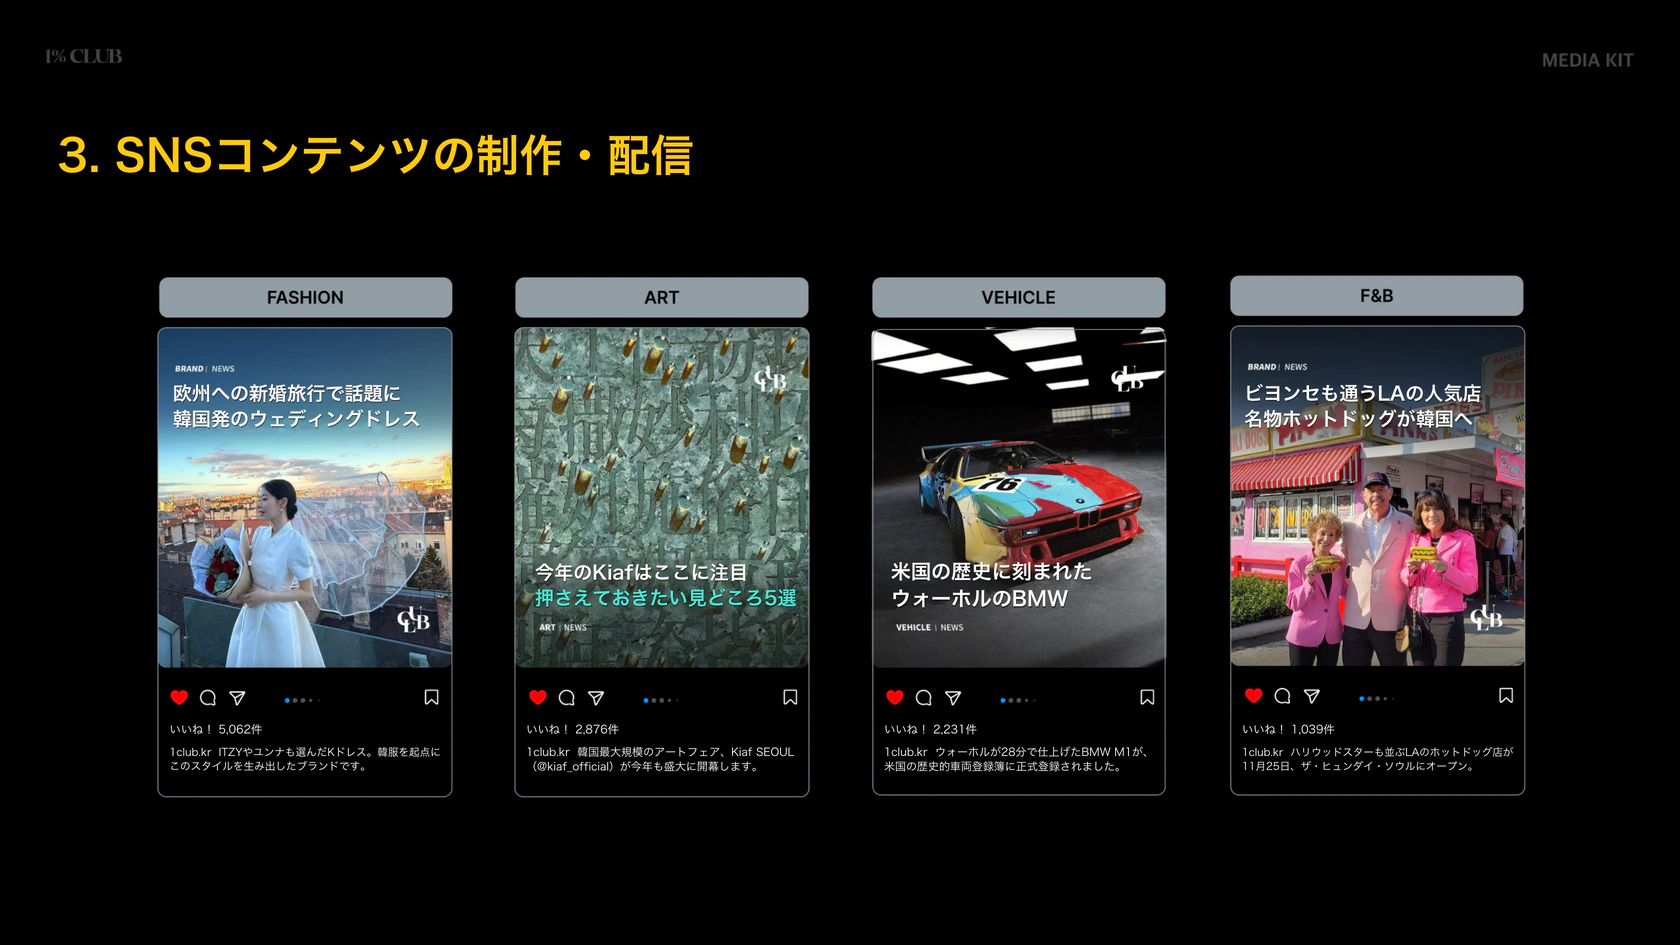 1% CLUB
MEDIA KIT
3. SNSコンテンツの制作・配信
FASHION
BRAND | NEWS
欧州への新婚旅行で話題に
韓国発のウェディングドレス
CLUB
いいね！ 5,062件
1club.kr ITZYやユンナも選んだKドレス。韓服を起点に
このスタイルを生み出したブランドです。
ART
CLUB
今年のKiafはここに注目
押さえておきたい見どころ5選
ART | NEWS
いいね！ 2,876件
1club.kr 韓国最大規模のアートフェア、Kiaf SEOUL
（@kiaf_official）が今年も盛大に開幕します。
VEHICLE
CLUB
76
米国の歴史に刻まれた
ウォーホルのBMW
VEHICLE | NEWS
いいね！ 2,231件
1club.kr ウォーホルが28分で仕上げたBMW M1が、
米国の歴史的車両登録簿に正式登録されました。
F&B
BRAND | NEWS
ビヨンセも通うLAの人気店
名物ホットドッグが韓国へ
CLUB
いいね！ 1,039件
1club.kr ハリウッドスターも並ぶLAのホットドッグ店が
11月25日、ザ・ヒュンダイ・ソウルにオープン。